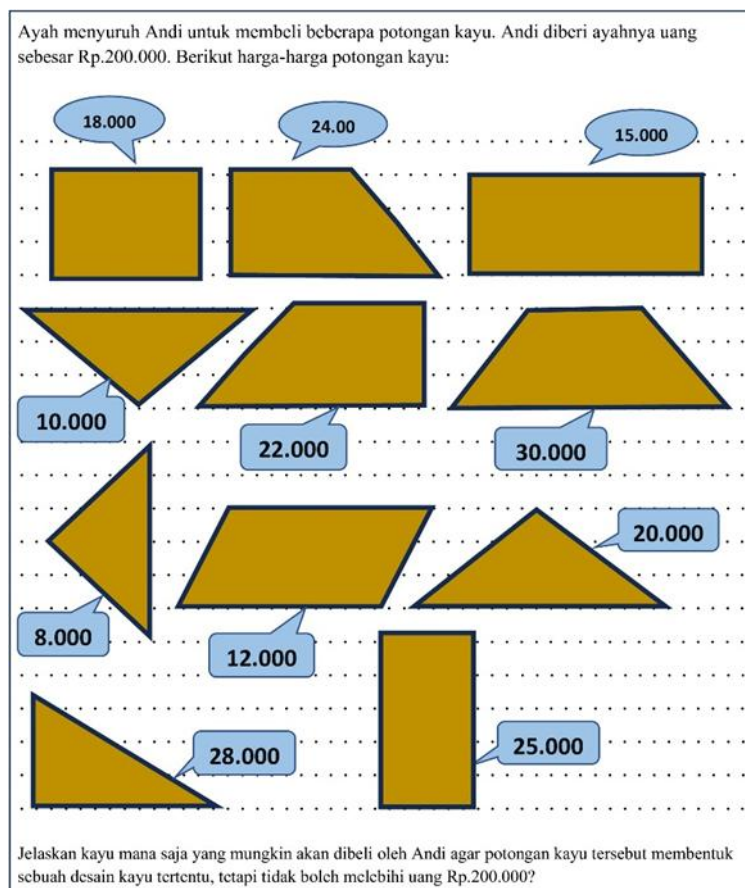 Ayah menyuruh Andi untuk membeli beberapa potongan kayu. Andi diberi ayahnya uang
sebesar Rp.200.000. Berikut harga-harga potongan kayu:
18.000
24.00
15.000
10.000
22.000
30.000
8.000
12.000
20.000
28.000
25.000
Jelaskan kayu mana saja yang mungkin akan dibeli oleh Andi agar potongan kayu tersebut membentuk
sebuah desain kayu tertentu, tetapi tidak boleh melebihi uang Rp.200.000?